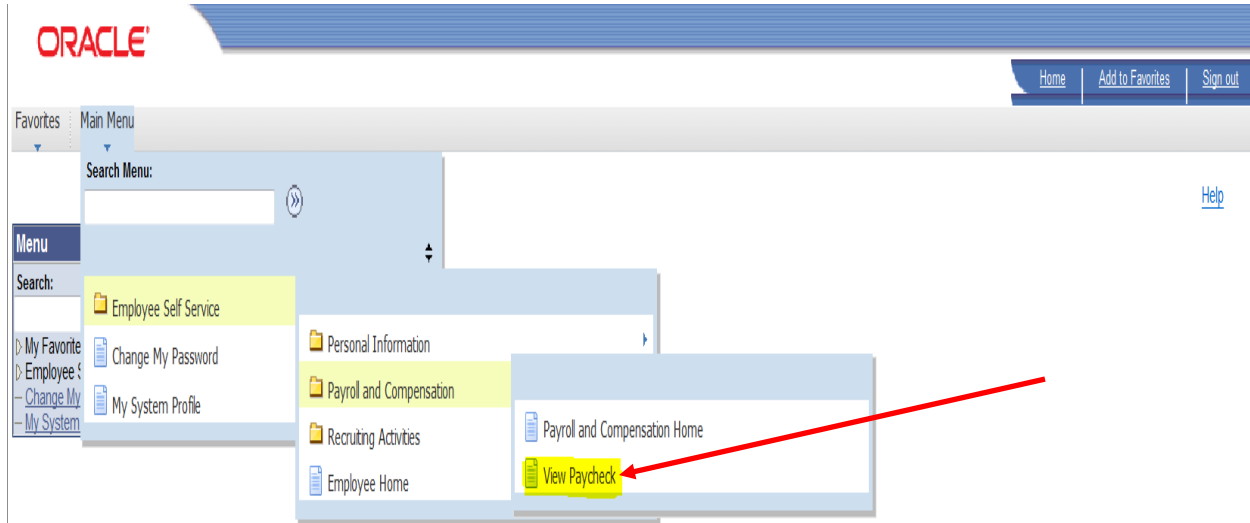 ORACLE
Home Add to Favorites Sign out
Favorites Main Menu
Search Menu:
Help
Menu
Search:
Employee Self Service
Change My Password
My System Profile
My Favorite
Employee S
Change My
My System
Personal Information
Payroll and Compensation
Recruiting Activities
Employee Home
Payroll and Compensation Home
View Paycheck